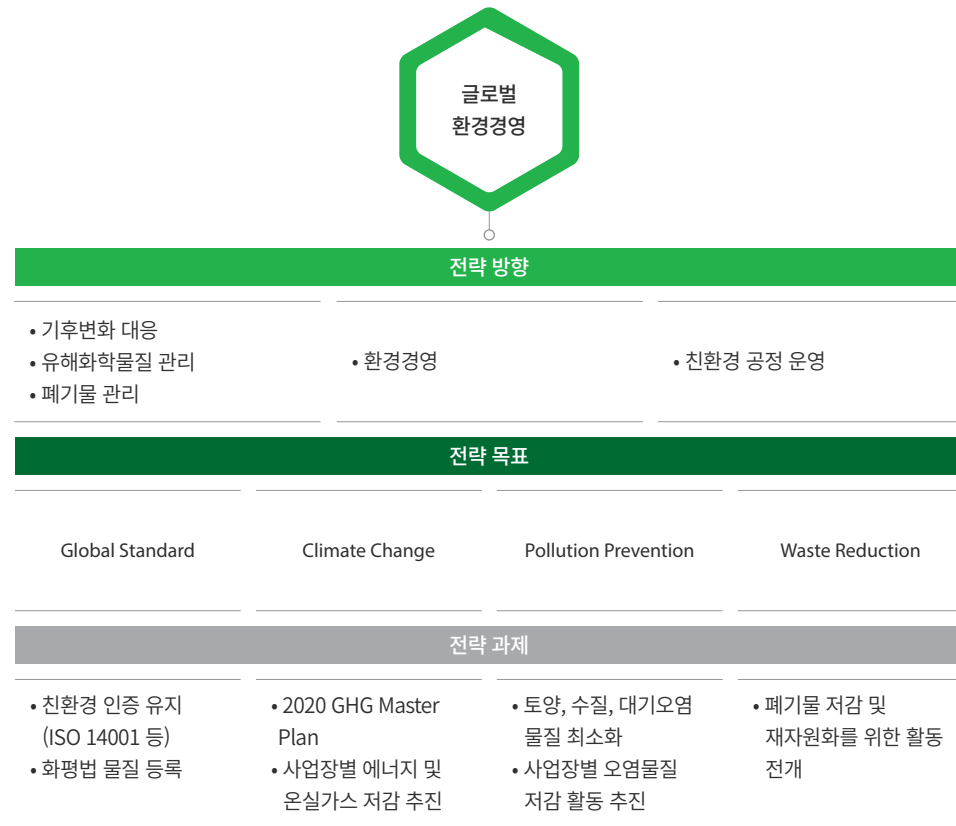 글로벌
환경경영
전략 방향
• 기후변화 대응
• 유해화학물질 관리
• 폐기물 관리
• 환경경영
• 친환경 공정 운영
전략 목표
Global Standard
Climate Change
Pollution Prevention
Waste Reduction
전략 과제
• 친환경 인증 유지
(ISO 14001 등)
• 화평법 물질 등록
• 2020 GHG Master
Plan
• 사업장별 에너지 및
온실가스 저감 추진
• 토양, 수질, 대기오염
물질 최소화
• 사업장별 오염물질
저감 활동 추진
• 폐기물 저감 및
재자원화를 위한 활동
전개